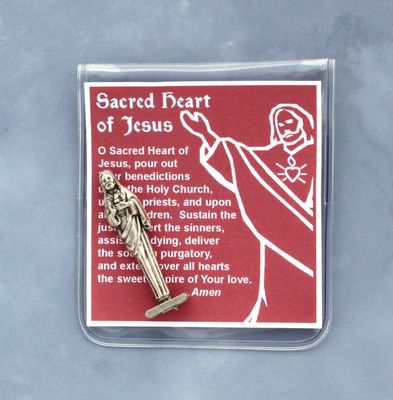 Sacred Heart
of Jesus
O Sacred Heart of
Jesus, pour out
benedictions
the Holy Church,
priests, and upon
Sustain the
the sinners,
dying, deliver
the purgatory,
and over all hearts
the sweet of Your love.
Amen